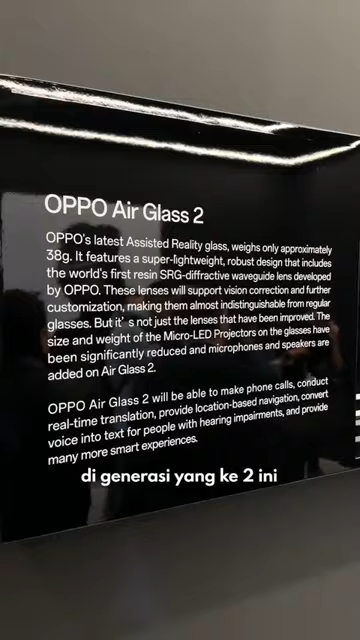 OPPO Air Glass 2
OPPO's latest Assisted Reality glass, weighs only approximately
38g. It features a super-lightweight, robust design that includes
the world's first resin SRG-diffractive waveguide lens developed
by OPPO. These lenses will support vision correction and further
customization, making them almost indistinguishable from regular
glasses. But it's not just the lenses that have been improved. The
size and weight of the Micro-LED Projectors on the glasses have
been significantly reduced and microphones and speakers are
added on Air Glass 2.
OPPO Air Glass 2 will be able to make phone calls, conduct
real-time translation, provide location-based navigation, convert
voice into text for people with hearing impairments, and provide
many more smart experiences.
di generasi yang ke 2 ini